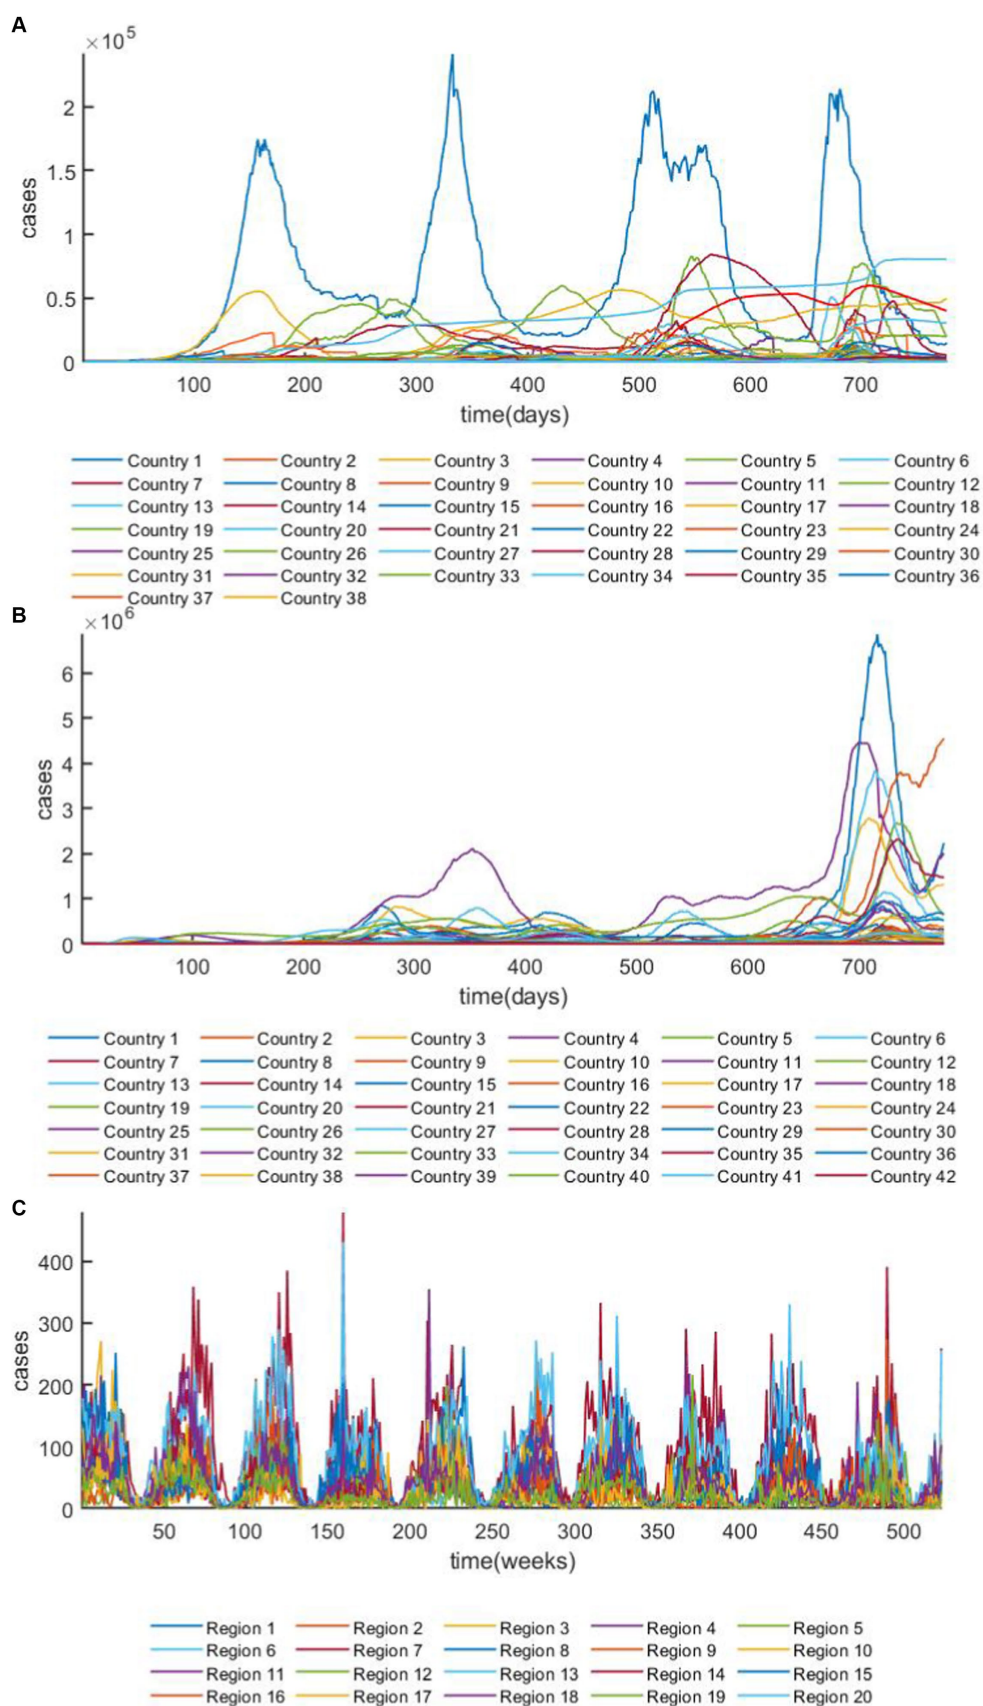 A
×10⁵
2
1.5
1
0.5
0
cases
100 200 300 400 500 600 700
time(days)
Country 1 Country 2 Country 3 Country 4 Country 5 Country 6
Country 7 Country 8 Country 9 Country 10 Country 11 Country 12
Country 13 Country 14 Country 15 Country 16 Country 17 Country 18
Country 19 Country 20 Country 21 Country 22 Country 23 Country 24
Country 25 Country 26 Country 27 Country 28 Country 29 Country 30
Country 31 Country 32 Country 33 Country 34 Country 35 Country 36
Country 37 Country 38
B
×10⁶
6
5
4
3
2
1
0
cases
100 200 300 400 500 600 700
time(days)
Country 1 Country 2 Country 3 Country 4 Country 5 Country 6
Country 7 Country 8 Country 9 Country 10 Country 11 Country 12
Country 13 Country 14 Country 15 Country 16 Country 17 Country 18
Country 19 Country 20 Country 21 Country 22 Country 23 Country 24
Country 25 Country 26 Country 27 Country 28 Country 29 Country 30
Country 31 Country 32 Country 33 Country 34 Country 35 Country 36
Country 37 Country 38 Country 39 Country 40 Country 41 Country 42
C
400
300
200
100
0
cases
50 100 150 200 250 300 350 400 450 500
time(weeks)
Region 1 Region 2 Region 3 Region 4 Region 5
Region 6 Region 7 Region 8 Region 9 Region 10
Region 11 Region 12 Region 13 Region 14 Region 15
Region 16 Region 17 Region 18 Region 19 Region 20